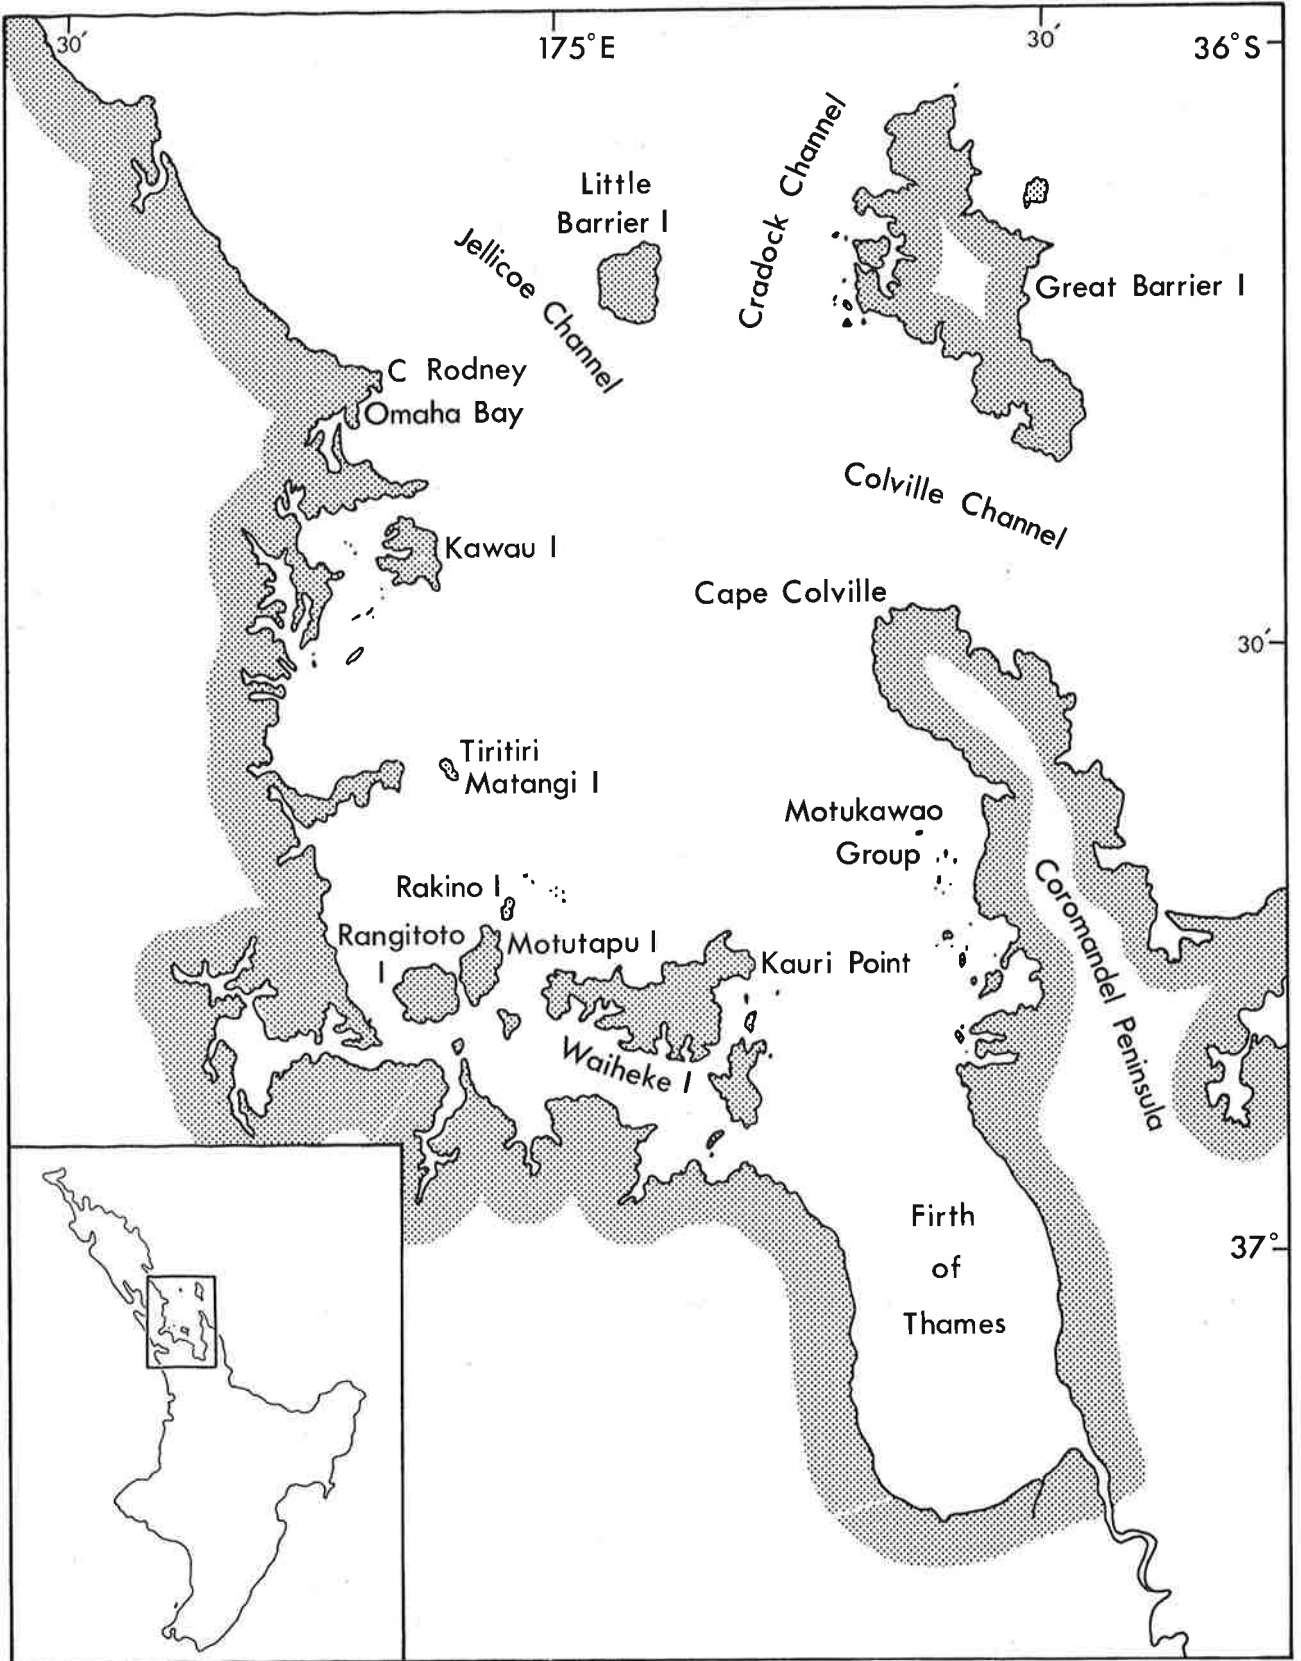 30′
175°E
30′
36°S
Cradock Channel
Little
Barrier I
Jellicoe Channel
Great Barrier I
C Rodney
Omaha Bay
Colville Channel
Kawau I
Cape Colville
30′
Tiritiri
Matangi I
Motukawao
Group
Coromandel Peninsula
Rakino I
Rangitoto
I
Motutapu I
Kauri Point
Waiheke I
Firth
of
Thames
37°